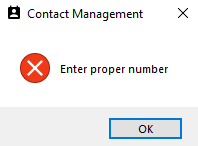 Contact Management
Enter proper number
OK